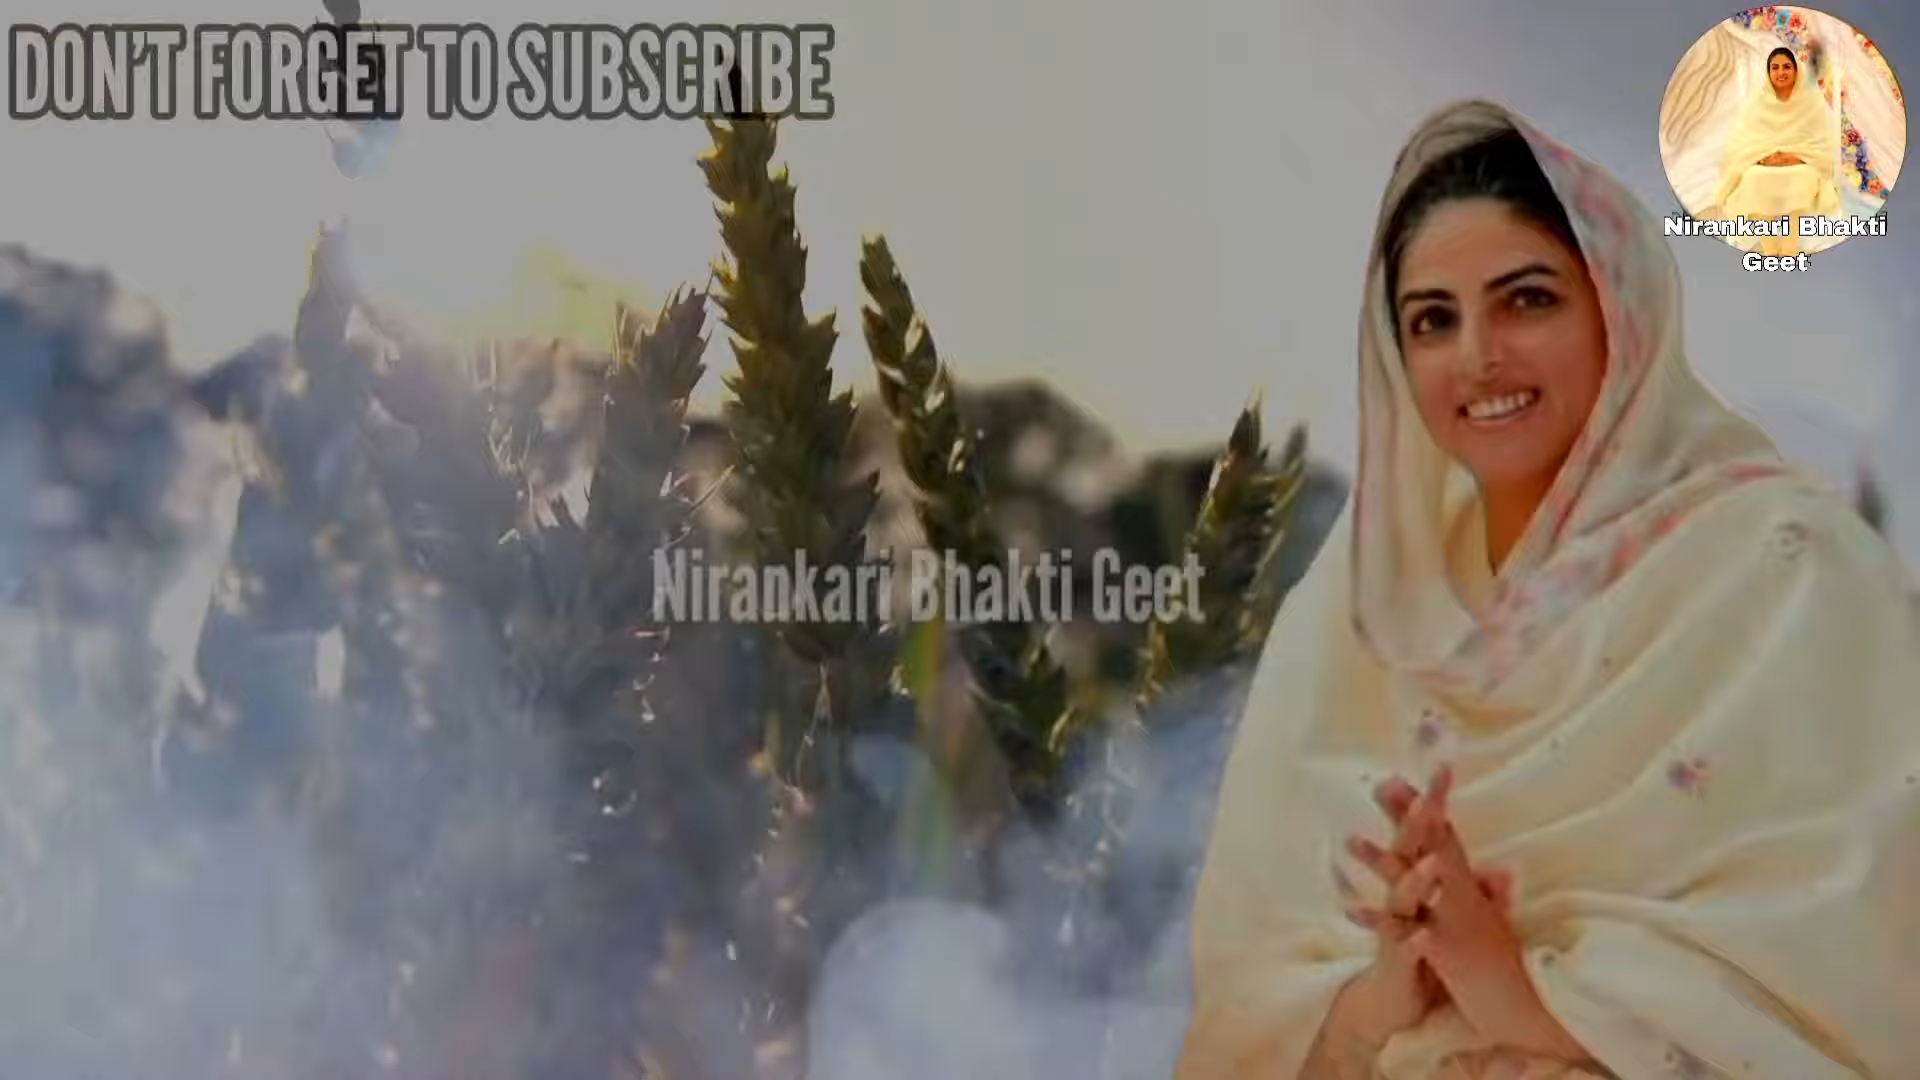 DON'T FORGET TO SUBSCRIBE
Nirankari Bhakti
Geet
Nirankari Bhakti Geet